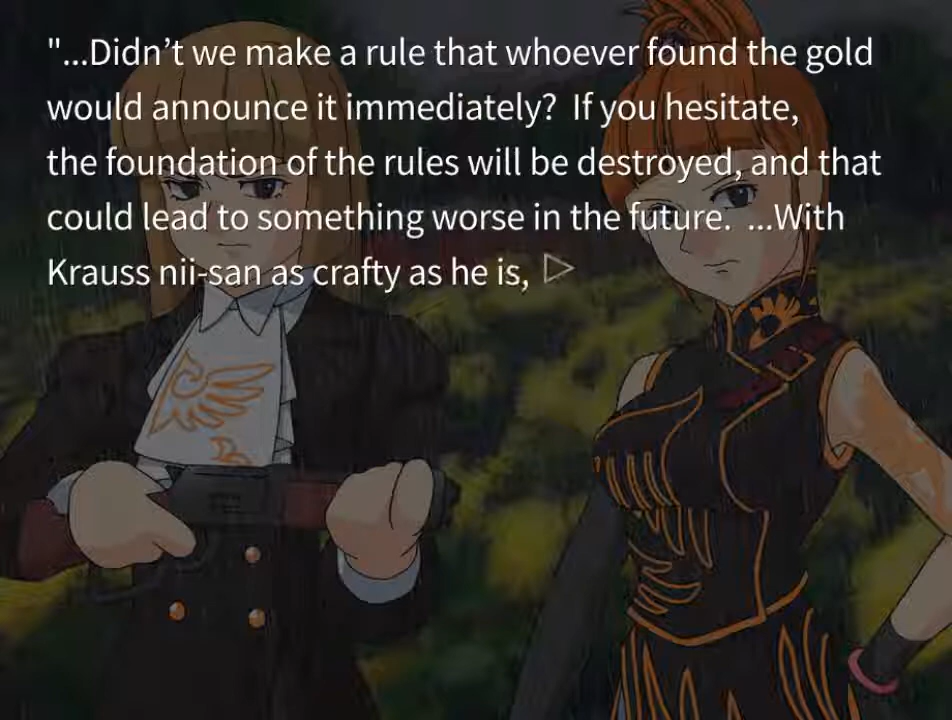 "...Didn’t we make a rule that whoever found the gold
would announce it immediately?  If you hesitate,
the foundation of the rules will be destroyed, and that
could lead to something worse in the future.  ...With
Krauss nii-san as crafty as he is,